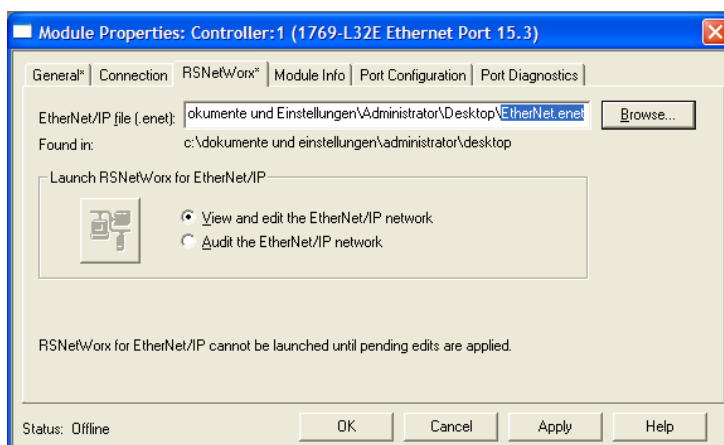 Module Properties: Controller:1 (1769-L32E Ethernet Port 15.3)
General* Connection RSNetWorx* Module Info Port Configuration Port Diagnostics
EtherNet/IP file (.enet): okumente und Einstellungen\Administrator\Desktop\EtherNet.enet Browse...
Found in: c:\dokumente und einstellungen\administrator\desktop
Launch RSNetWorx for EtherNet/IP
View and edit the EtherNet/IP network
Audit the EtherNet/IP network
RSNetWorx for EtherNet/IP cannot be launched until pending edits are applied.
Status: Offline OK Cancel Apply Help